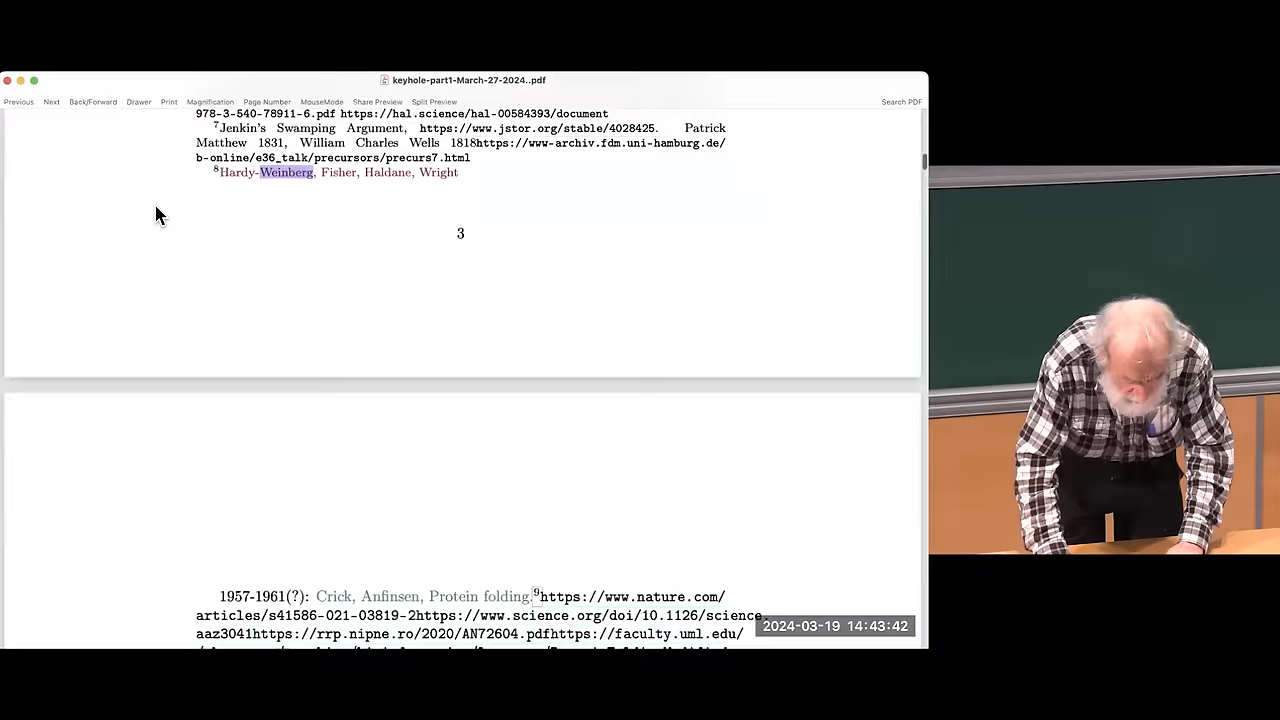 keyhole-part1-March-27-2024..pdf
Previous Next Back/Forward Drawer Print Magnification Page Number MouseMode Share Preview Split Preview Search PDF
978-3-540-78911-6.pdf https://hal.science/hal-00584393/document
7Jenkin's Swamping Argument, https://www.jstor.org/stable/4028425. Patrick
Matthew 1831, William Charles Wells 1818https://www-archiv.fdm.uni-hamburg.de/
b-online/e36_talk/precursors/precurs7.html
8Hardy-Weinberg, Fisher, Haldane, Wright
3
1957-1961(?): Crick, Anfinsen, Protein folding.9https://www.nature.com/
articles/s41586-021-03819-2https://www.science.org/doi/10.1126/science.
aaz3041https://rrp.nipne.ro/2020/AN72604.pdfhttps://faculty.uml.edu/
2024-03-19 14:43:42